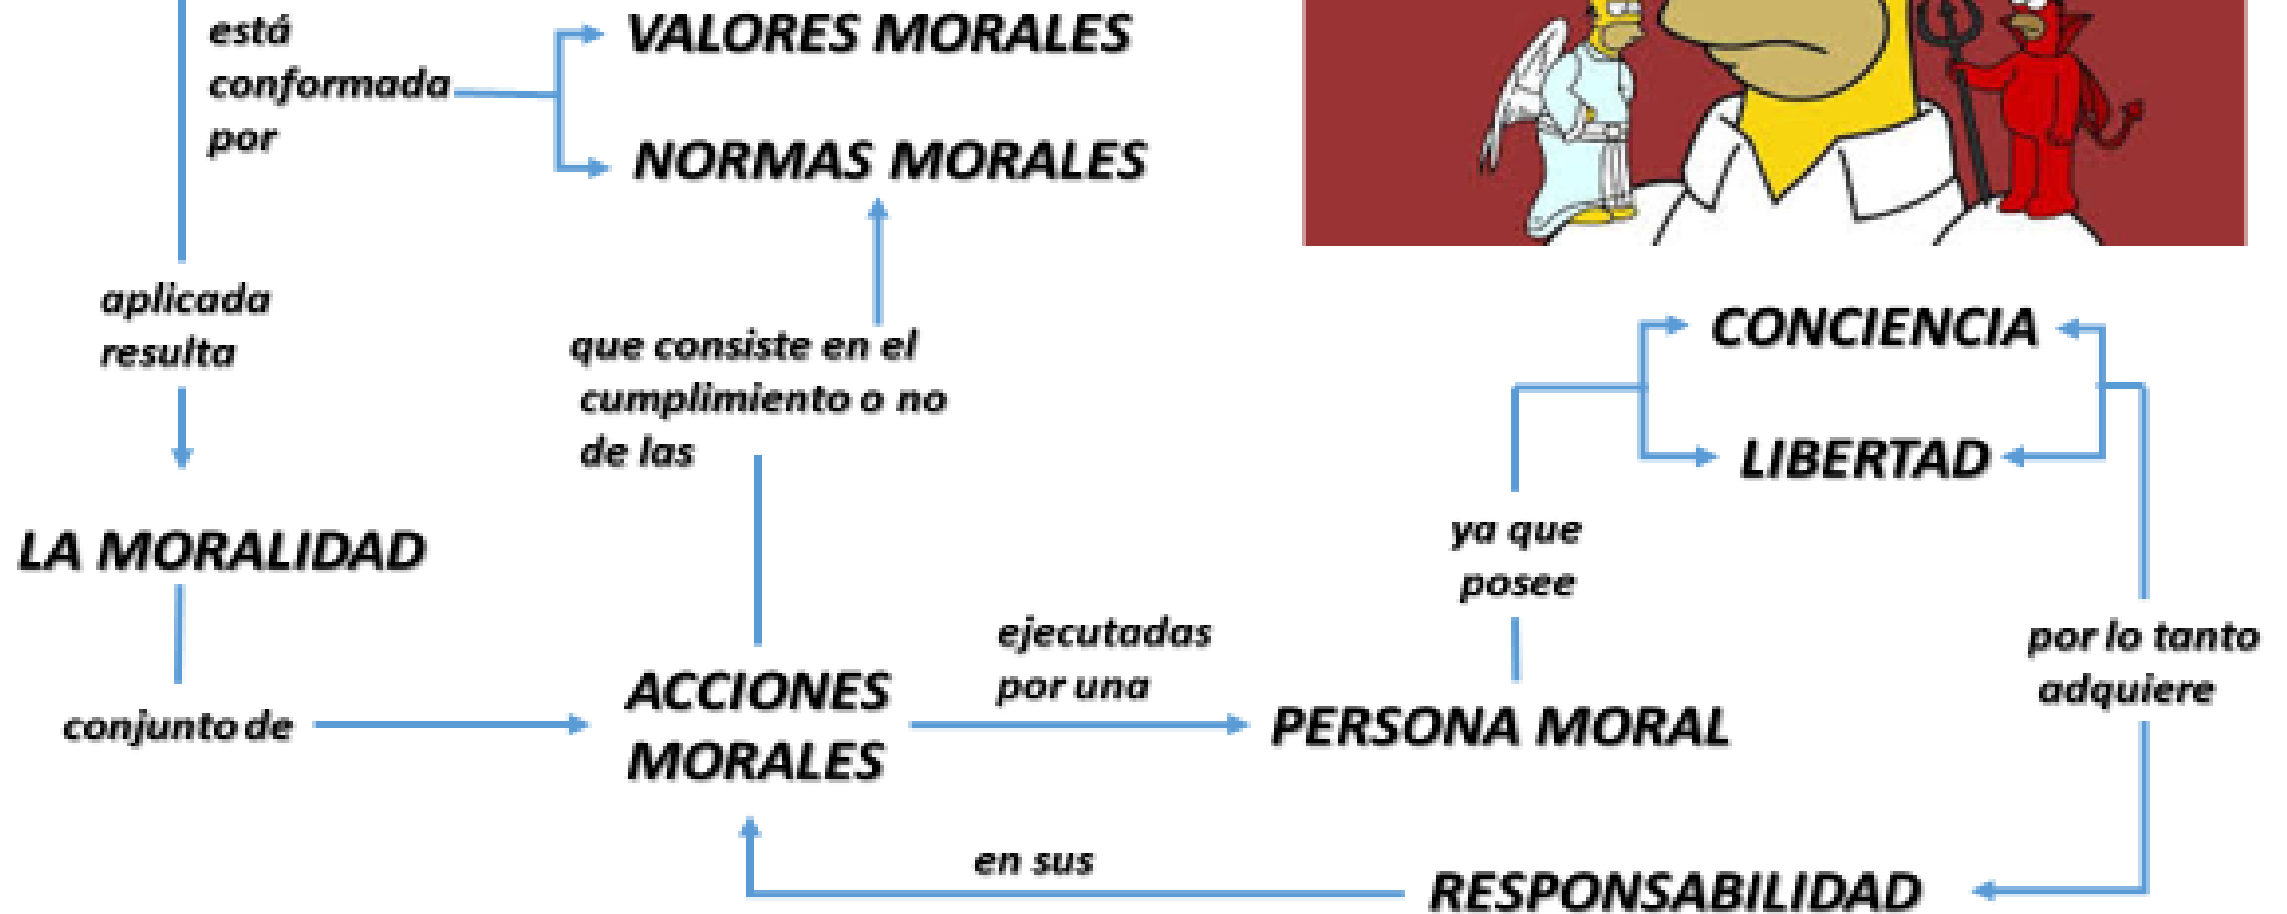 está
conformada
por
VALORES MORALES
NORMAS MORALES
aplicada
resulta
que consiste en el
cumplimiento o no
de las
CONCIENCIA
LIBERTAD
LA MORALIDAD
ya que
posee
ejecutadas
por una
por lo tanto
adquiere
conjunto de
ACCIONES
MORALES
PERSONA MORAL
en sus
RESPONSABILIDAD